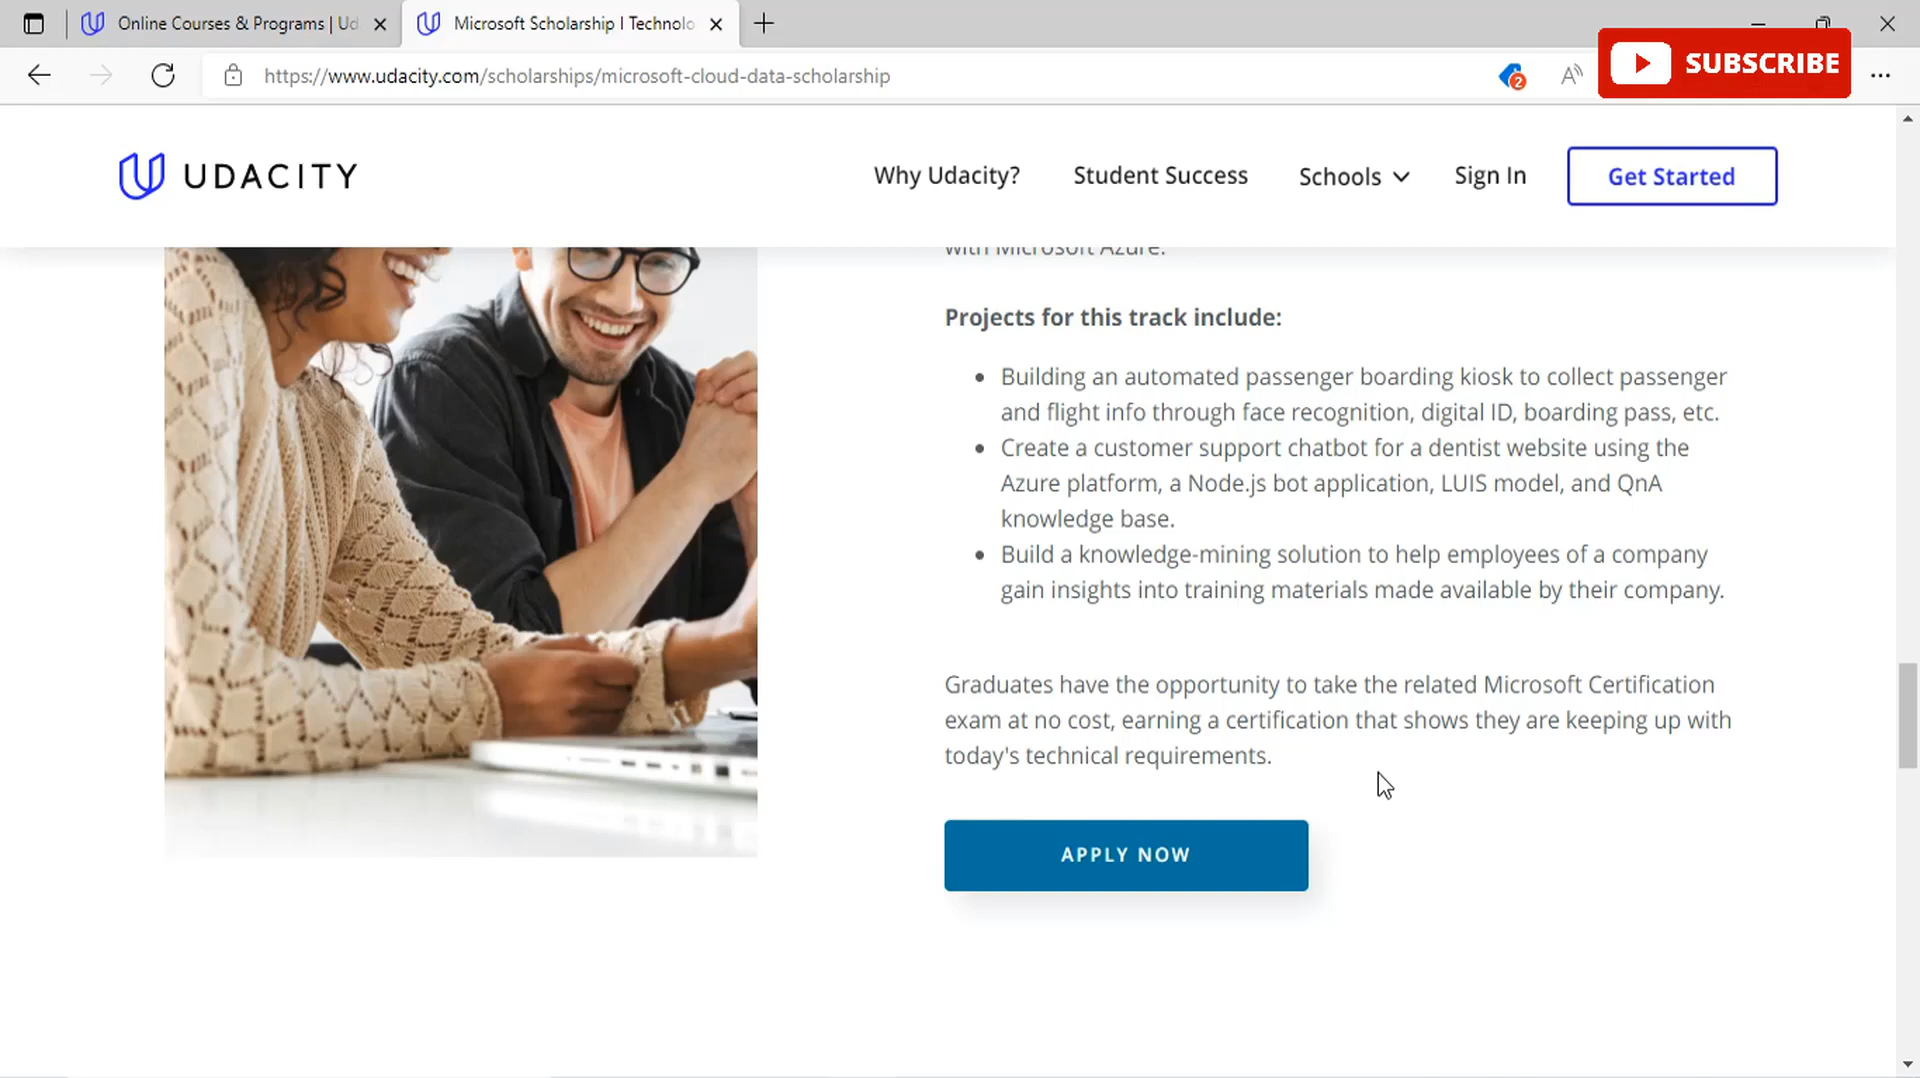 Online Courses & Programs | Ud
Microsoft Scholarship | Technolo
https://www.udacity.com/scholarships/microsoft-cloud-data-scholarship
2
SUBSCRIBE
UDACITY
Why Udacity?
Student Success
Schools
Sign In
Get Started
with Microsoft Azure.
Projects for this track include:
• Building an automated passenger boarding kiosk to collect passenger
and flight info through face recognition, digital ID, boarding pass, etc.
• Create a customer support chatbot for a dentist website using the
Azure platform, a Node.js bot application, LUIS model, and QnA
knowledge base.
• Build a knowledge-mining solution to help employees of a company
gain insights into training materials made available by their company.
Graduates have the opportunity to take the related Microsoft Certification
exam at no cost, earning a certification that shows they are keeping up with
today's technical requirements.
APPLY NOW